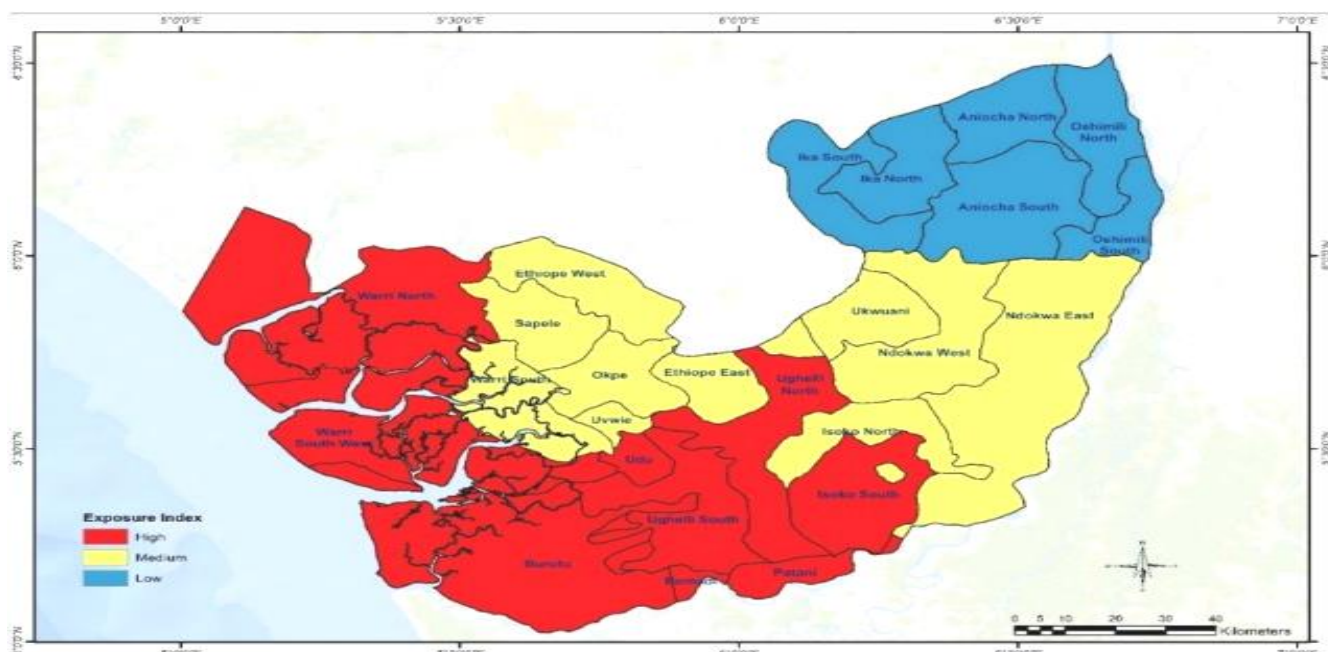 5°0'0"E 5°30'0"E 6°0'0"E 6°30'0"E 7°0'0"E
Aniocha North
Oshimili
North
Ika South
Ika North
Aniocha South
Oshimili
South
Ethiope West
Warri North
Ukwuani
Ndokwa East
Sapele
Ndokwa West
Warri South
Okpe
Ethiope East
Ughelli
North
Uvwie
Warri
South West
Isoko North
Udu
Isoko South
Ughelli South
Burutu
Patani
Exposure Index
High
Medium
Low
N
0 5 10 20 30 40
Kilometers